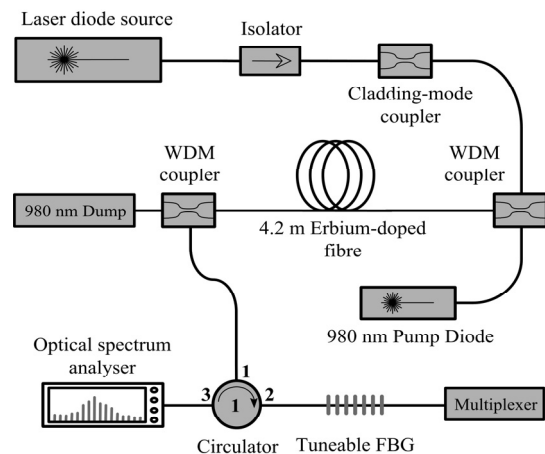 Laser diode source
Isolator
Cladding-mode
coupler
WDM
coupler
WDM
coupler
980 nm Dump
4.2 m Erbium-doped
fibre
980 nm Pump Diode
Optical spectrum
analyser
1
3
1
2
Multiplexer
Circulator
Tuneable FBG